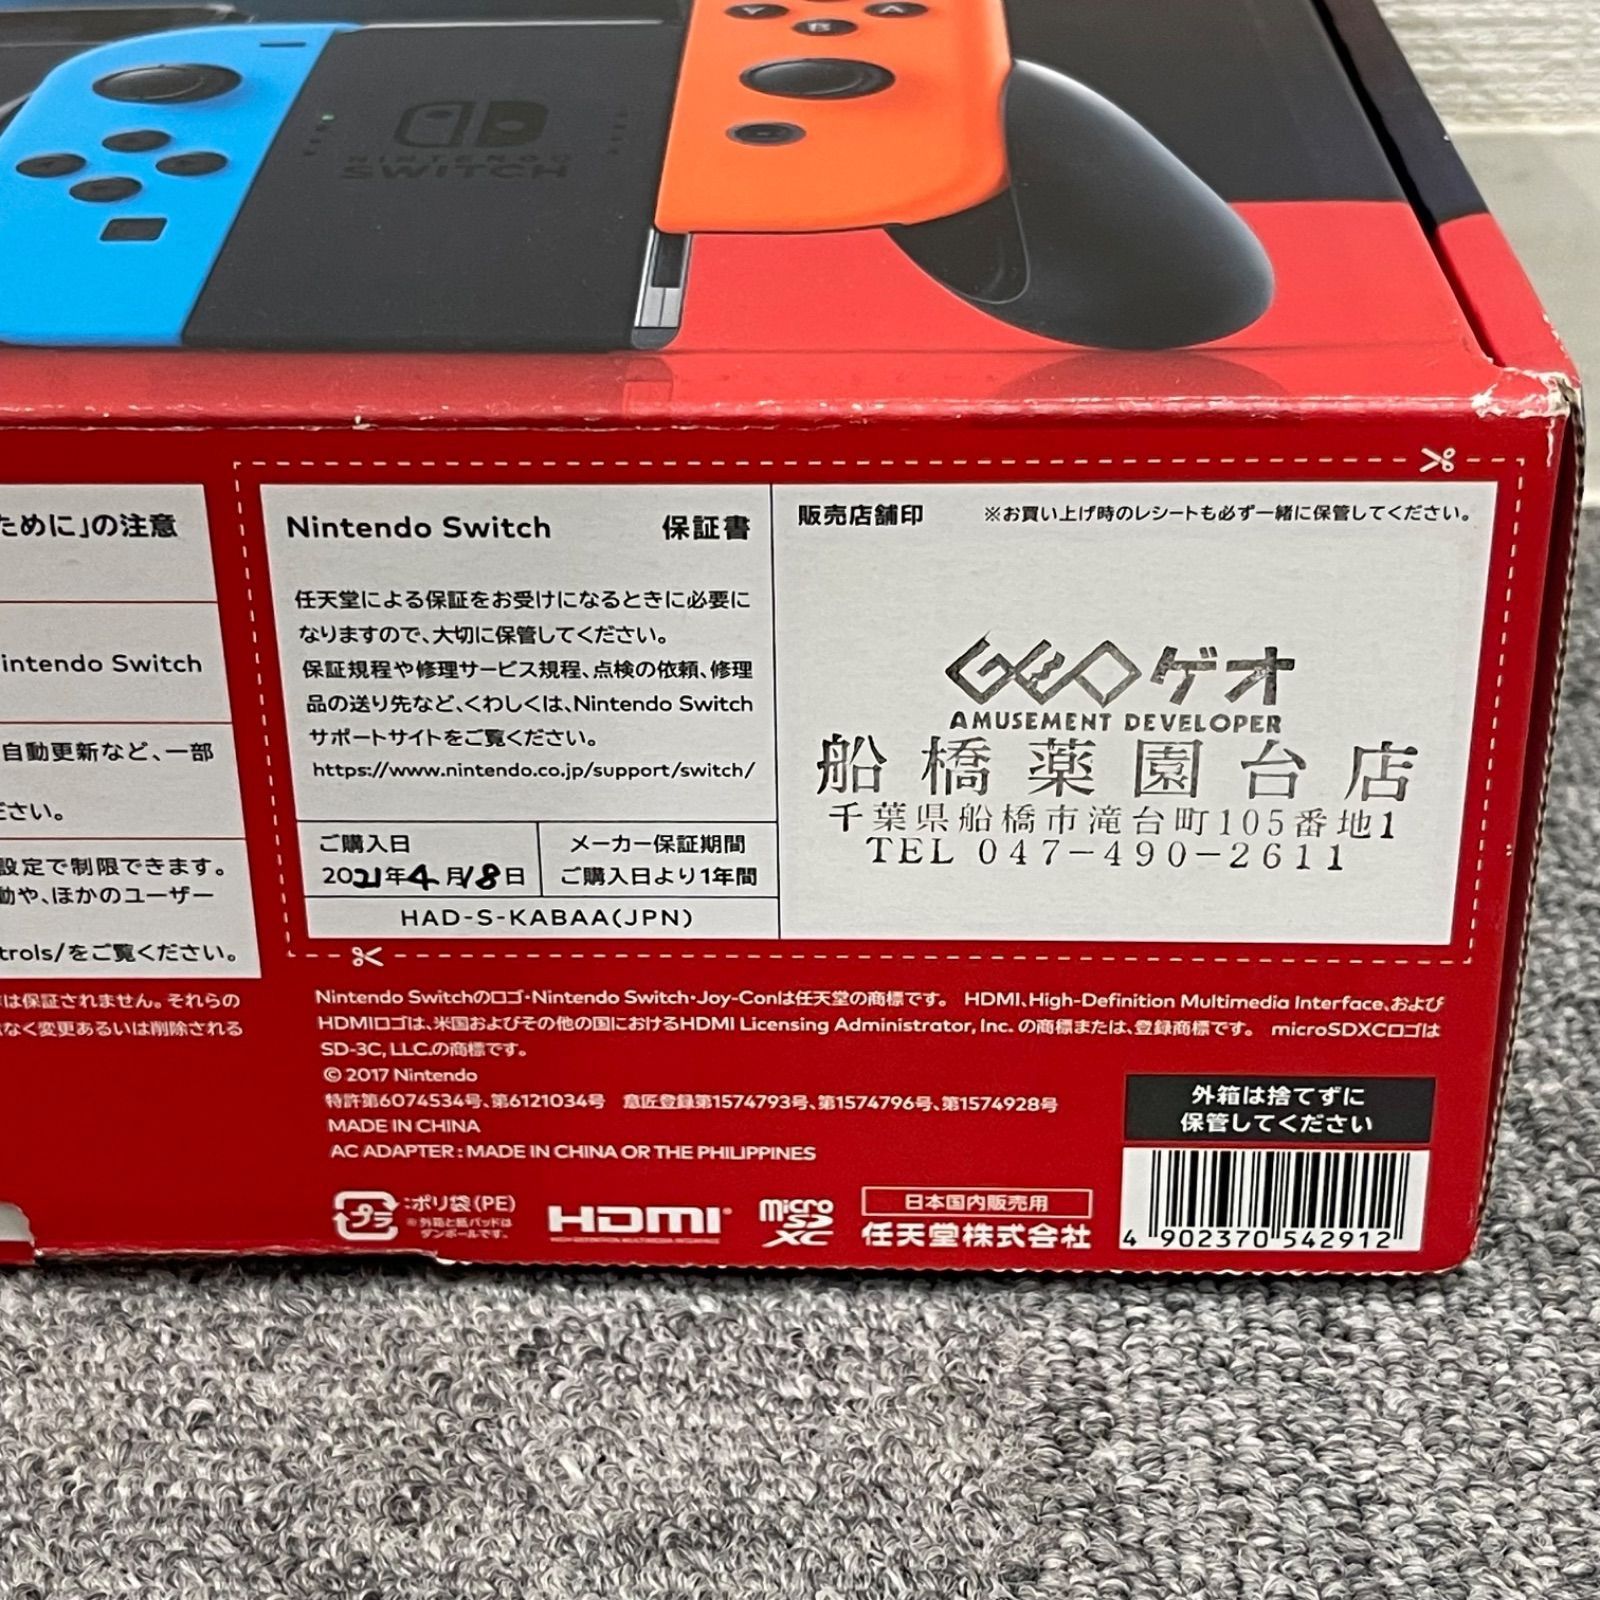 Y
A
B
NINTENDO
SWITCH
ために」の注意
intendo Switch
自動更新など、一部
ださい。
設定で制限できます。
動や、ほかのユーザー
trols/をご覧ください。
は保証されません。それらの
なく変更あるいは削除される
Nintendo Switch 保証書
任天堂による保証をお受けになるときに必要に
なりますので、大切に保管してください。
保証規程や修理サービス規程、点検の依頼、修理
品の送り先など、くわしくは、Nintendo Switch
サポートサイトをご覧ください。
https://www.nintendo.co.jp/support/switch/
ご購入日
2021年4月18日
メーカー保証期間
ご購入日より1年間
HAD-S-KABAA(JPN)
販売店舗印 ※お買い上げ時のレシートも必ず一緒に保管してください。
GEOゲオ
AMUSEMENT DEVELOPER
船橋薬園台店
千葉県船橋市滝台町105番地1
TEL 047-490-2611
Nintendo Switchのロゴ・Nintendo Switch・Joy-Conは任天堂の商標です。 HDMI、High-Definition Multimedia Interface、および
HDMIロゴは、米国およびその他の国におけるHDMI Licensing Administrator, Inc. の商標または、登録商標です。 microSDXCロゴは
SD-3C, LLC.の商標です。
© 2017 Nintendo
特許第6074534号、第6121034号 意匠登録第1574793号、第1574796号、第1574928号
MADE IN CHINA
AC ADAPTER : MADE IN CHINA OR THE PHILIPPINES
プラ
:ポリ袋(PE)
※外箱と紙パッドは
ダンボールです。
HDMI
HIGH-DEFINITION MULTIMEDIA INTERFACE
micro
SD
XC
日本国内販売用
任天堂株式会社
外箱は捨てずに
保管してください
4 902370 542912